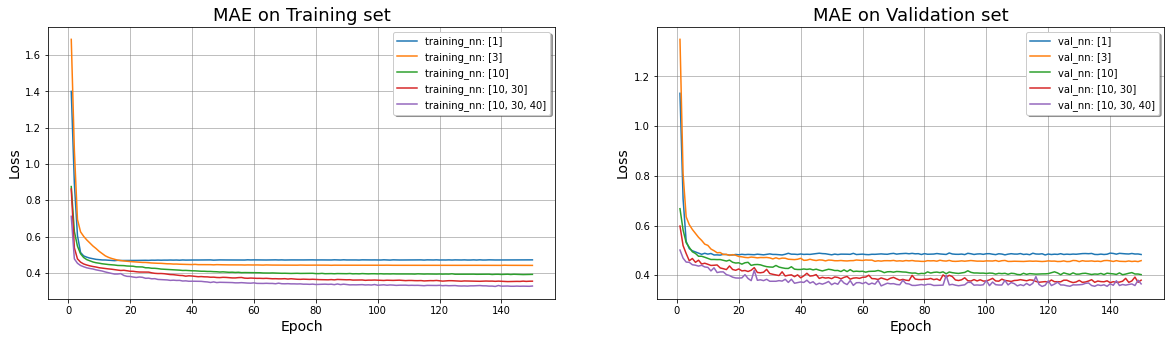 MAE on Training set
Loss
1.6
1.4
1.2
1.0
0.8
0.6
0.4
training_nn: [1]
training_nn: [3]
training_nn: [10]
training_nn: [10, 30]
training_nn: [10, 30, 40]
0 20 40 60 80 100 120 140
Epoch
MAE on Validation set
Loss
1.2
1.0
0.8
0.6
0.4
val_nn: [1]
val_nn: [3]
val_nn: [10]
val_nn: [10, 30]
val_nn: [10, 30, 40]
0 20 40 60 80 100 120 140
Epoch